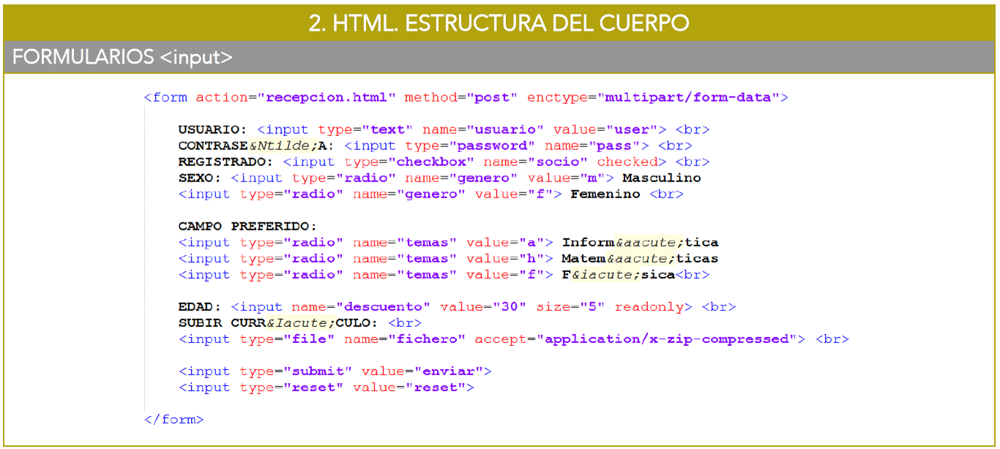 2. HTML. ESTRUCTURA DEL CUERPO
FORMULARIOS <input>
<form action="recepcion.html" method="post" enctype="multipart/form-data">
USUARIO: <input type="text" name="usuario" value="user"> <br>
CONTRASE&Ntilde;A: <input type="password" name="pass"> <br>
REGISTRADO: <input type="checkbox" name="socio" checked> <br>
SEXO: <input type="radio" name="genero" value="m"> Masculino
<input type="radio" name="genero" value="f"> Femenino <br>
CAMPO PREFERIDO:
<input type="radio" name="temas" value="a"> Inform&aacute;tica
<input type="radio" name="temas" value="h"> Matem&aacute;ticas
<input type="radio" name="temas" value="f"> F&iacute;sica<br>
EDAD: <input name="descuento" value="30" size="5" readonly> <br>
SUBIR CURR&Iacute;CULO: <br>
<input type="file" name="fichero" accept="application/x-zip-compressed"> <br>
<input type="submit" value="enviar">
<input type="reset" value="reset">
</form>